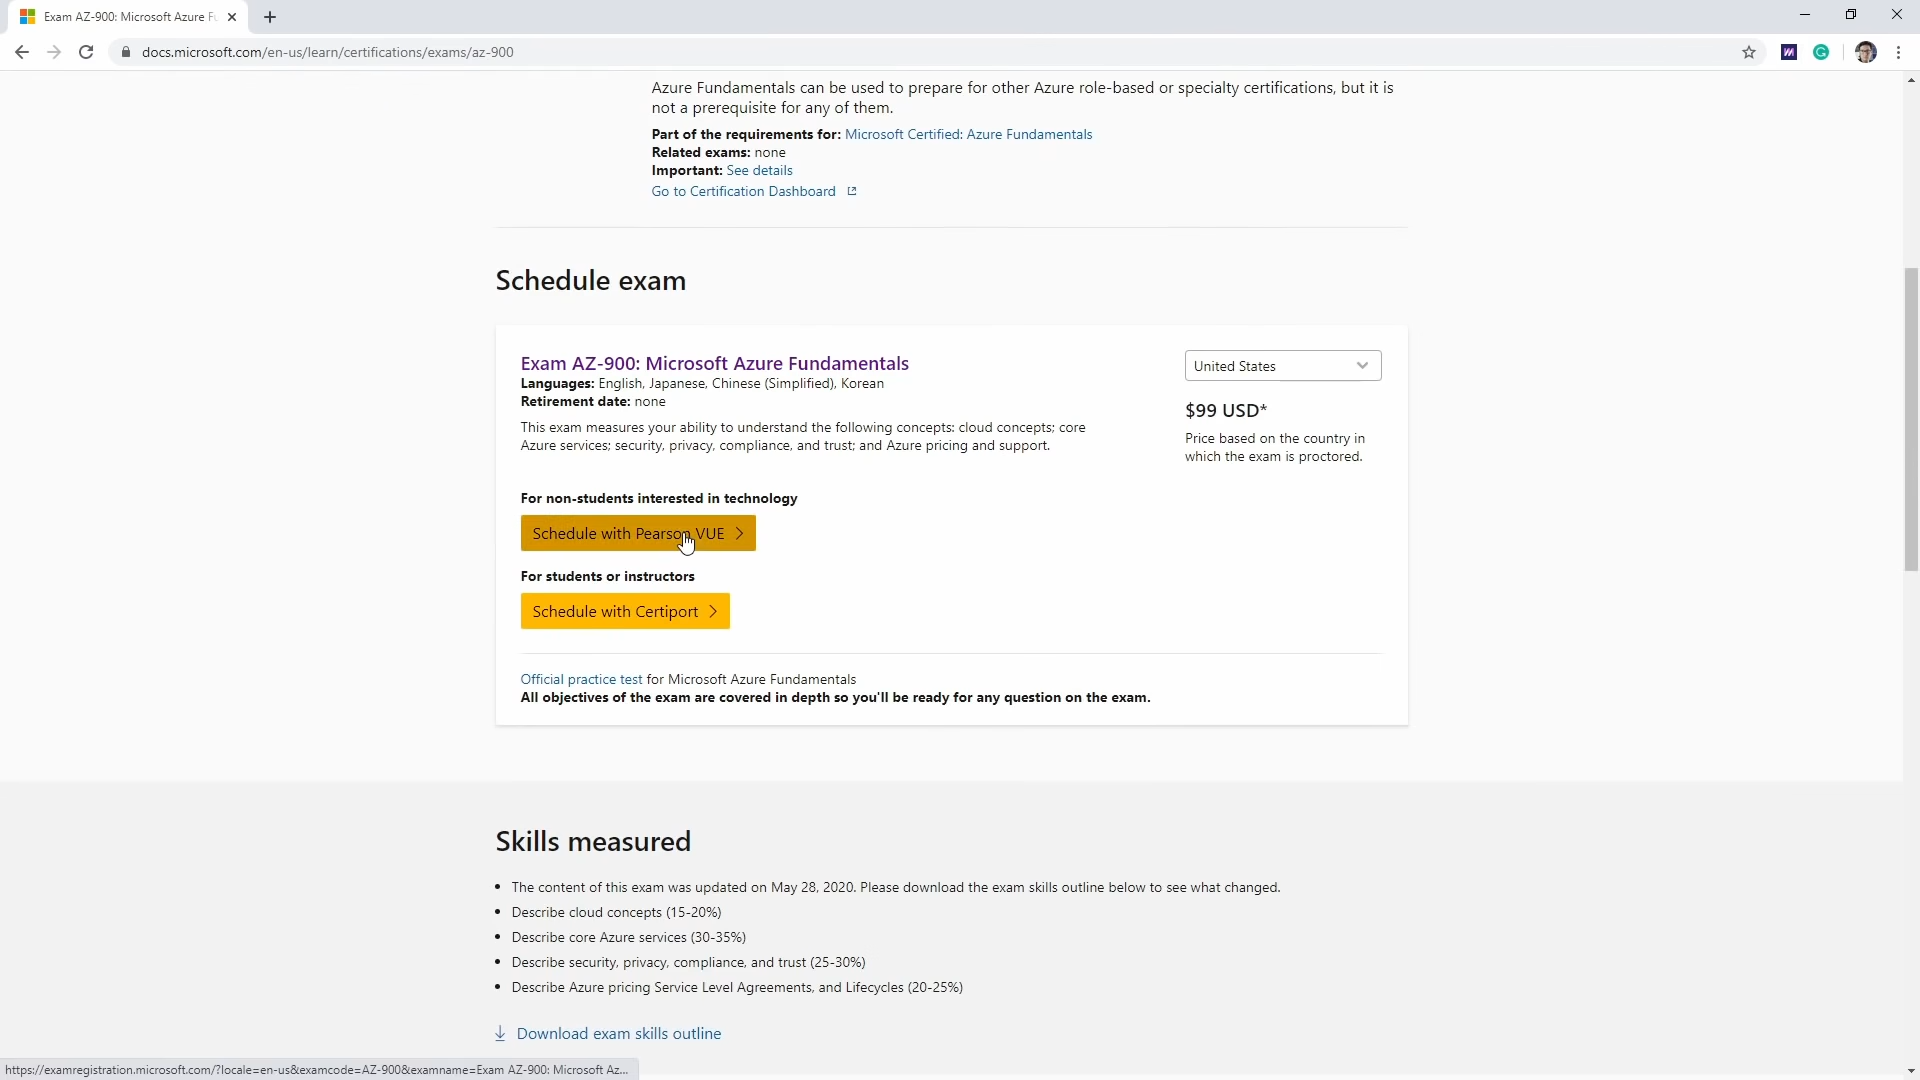 Exam AZ-900: Microsoft Azure F
docs.microsoft.com/en-us/learn/certifications/exams/az-900
Azure Fundamentals can be used to prepare for other Azure role-based or specialty certifications, but it is
not a prerequisite for any of them.
Part of the requirements for: Microsoft Certified: Azure Fundamentals
Related exams: none
Important: See details
Go to Certification Dashboard
Schedule exam
Exam AZ-900: Microsoft Azure Fundamentals
United States
Languages: English, Japanese, Chinese (Simplified), Korean
Retirement date: none
$99 USD*
This exam measures your ability to understand the following concepts: cloud concepts; core
Azure services; security, privacy, compliance, and trust; and Azure pricing and support.
Price based on the country in
which the exam is proctored.
For non-students interested in technology
Schedule with Pearson VUE
For students or instructors
Schedule with Certiport
Official practice test for Microsoft Azure Fundamentals
All objectives of the exam are covered in depth so you'll be ready for any question on the exam.
Skills measured
• The content of this exam was updated on May 28, 2020. Please download the exam skills outline below to see what changed.
• Describe cloud concepts (15-20%)
• Describe core Azure services (30-35%)
• Describe security, privacy, compliance, and trust (25-30%)
• Describe Azure pricing Service Level Agreements, and Lifecycles (20-25%)
Download exam skills outline
https://examregistration.microsoft.com/?locale=en-us&examcode=AZ-900&examname=Exam AZ-900: Microsoft Az...